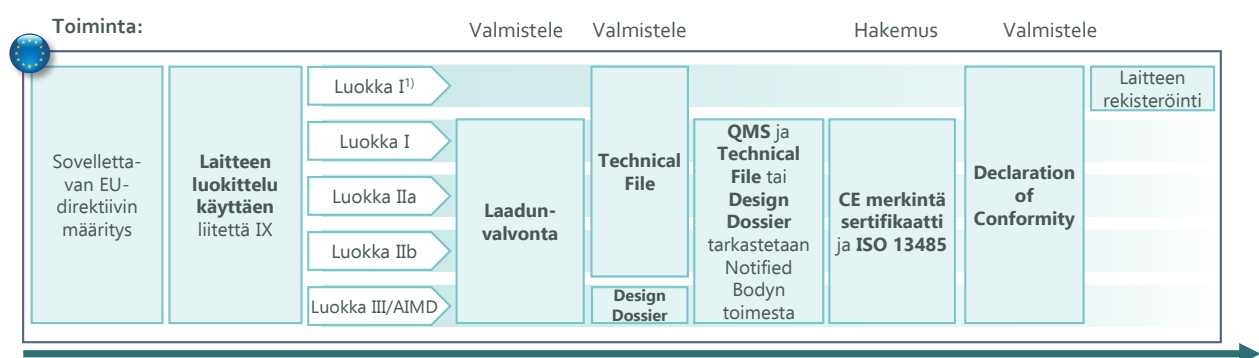 Toiminta:
Valmistele
Valmistele
Hakemus
Valmistele
Sovelletta-
van EU-
direktiivin
määritys
Laitteen
luokittelu
käyttäen
liitettä IX
Luokka I1)
Luokka I
Luokka IIa
Luokka IIb
Luokka III/AIMD
Laadun-
valvonta
Technical
File
Design
Dossier
QMS ja
Technical
File tai
Design
Dossier
tarkastetaan
Notified
Bodyn
toimesta
CE merkintä
sertifikaatti
ja ISO 13485
Declaration
of
Conformity
Laitteen
rekisteröinti